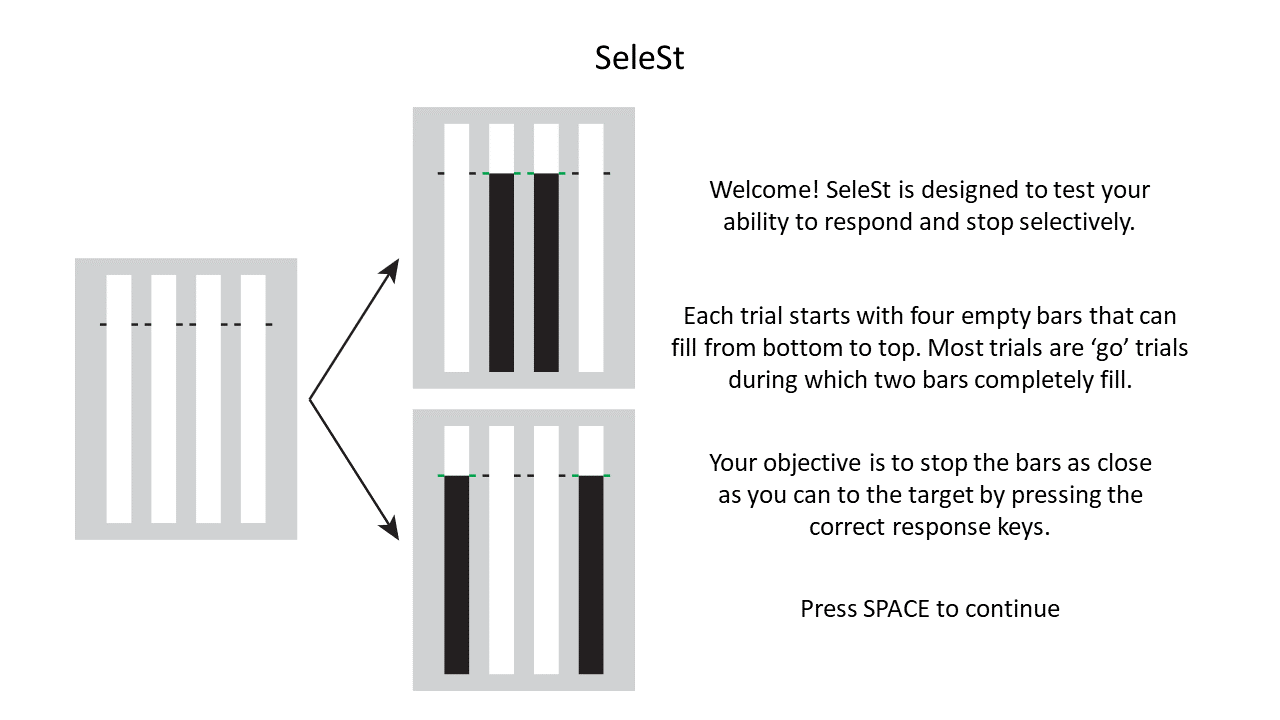 SeleSt
Welcome! SeleSt is designed to test your
ability to respond and stop selectively.
Each trial starts with four empty bars that can
fill from bottom to top. Most trials are ‘go’ trials
during which two bars completely fill.
Your objective is to stop the bars as close
as you can to the target by pressing the
correct response keys.
Press SPACE to continue